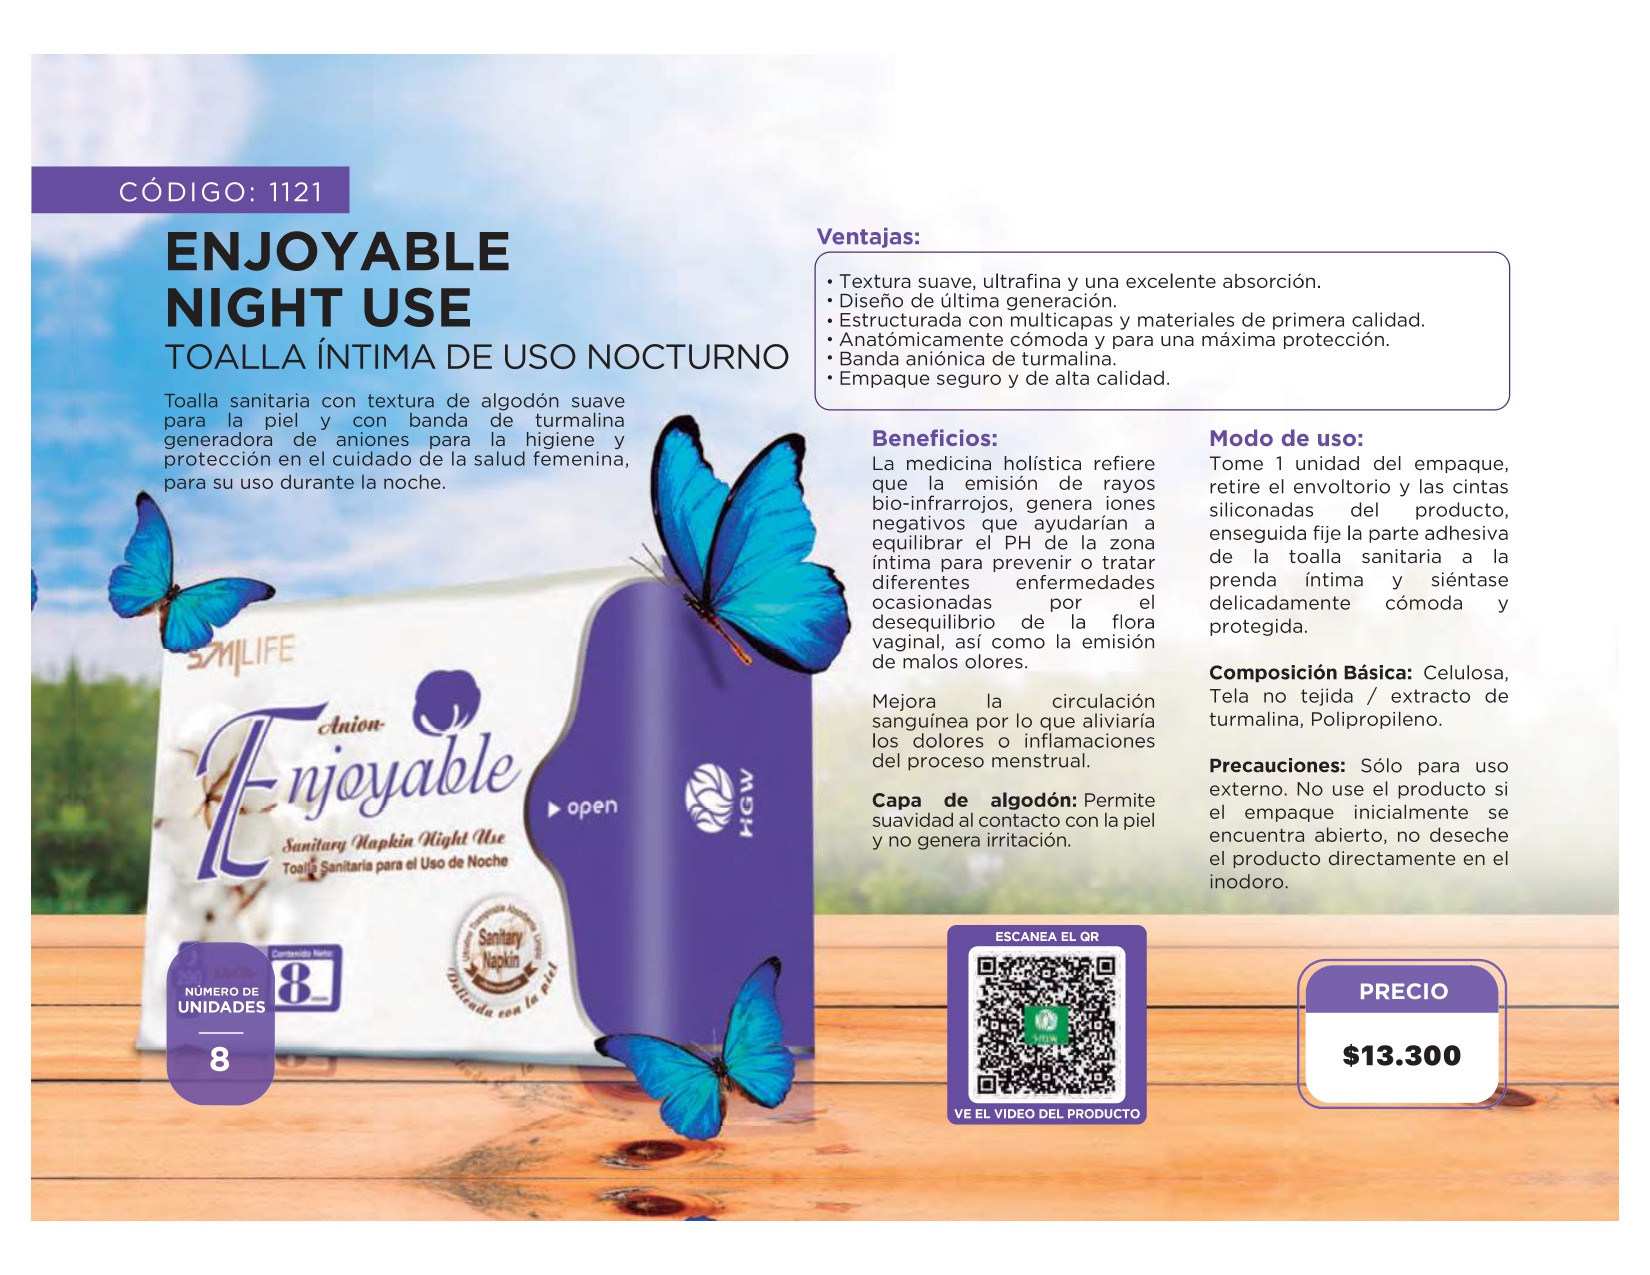 CÓDIGO: 1121
ENJOYABLE
NIGHT USE
TOALLA ÍNTIMA DE USO NOCTURNO
Toalla sanitaria con textura de algodón suave
para la piel y con banda de turmalina
generadora de aniones para la higiene y
protección en el cuidado de la salud femenina,
para su uso durante la noche.
Ventajas:
• Textura suave, ultrafina y una excelente absorción.
• Diseño de última generación.
• Estructurada con multicapas y materiales de primera calidad.
• Anatómicamente cómoda y para una máxima protección.
• Banda aniónica de turmalina.
• Empaque seguro y de alta calidad.
Beneficios:
La medicina holística refiere
que la emisión de rayos
bio-infrarrojos, genera iones
negativos que ayudarían a
equilibrar el PH de la zona
íntima para prevenir o tratar
diferentes enfermedades
ocasionadas por el
desequilibrio de la flora
vaginal, así como la emisión
de malos olores.
Mejora la circulación
sanguínea por lo que aliviaría
los dolores o inflamaciones
del proceso menstrual.
Capa de algodón: Permite
suavidad al contacto con la piel
y no genera irritación.
Modo de uso:
Tome 1 unidad del empaque,
retire el envoltorio y las cintas
siliconadas del producto,
enseguida fije la parte adhesiva
de la toalla sanitaria a la
prenda íntima y siéntase
delicadamente cómoda y
protegida.
Composición Básica: Celulosa,
Tela no tejida / extracto de
turmalina, Polipropileno.
Precauciones: Sólo para uso
externo. No use el producto si
el empaque inicialmente se
encuentra abierto, no deseche
el producto directamente en el
inodoro.
LIFE
Anion-
Enjoyable
Sanitary Napkin Night Use
Toalla Sanitaria para el Uso de Noche
open
HGW
Sanitary
Napkin
Delicada con la piel
Contenido Neto:
8
NÚMERO DE
UNIDADES
8
ESCANEA EL QR
VE EL VIDEO DEL PRODUCTO
PRECIO
$13.300